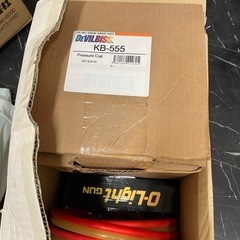 DEVILBISS
KB-555
Pressure Cup
D-Light
GUN